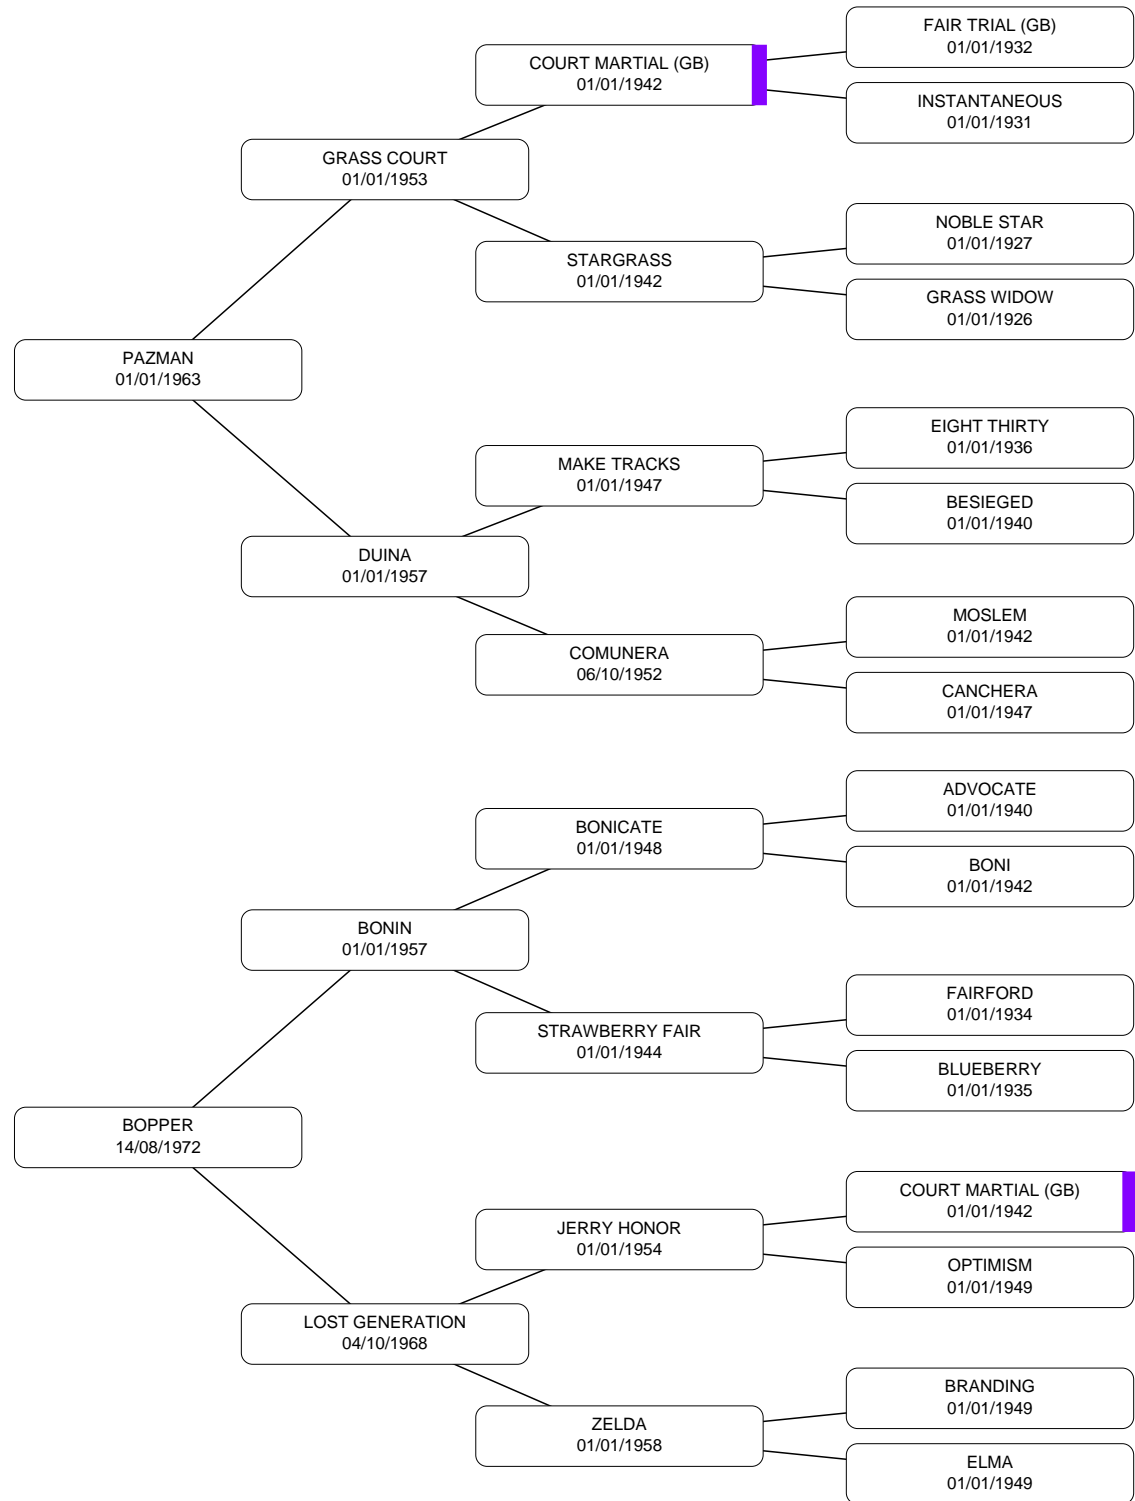 FAIR TRIAL (GB)
01/01/1932
COURT MARTIAL (GB)
01/01/1942
INSTANTANEOUS
01/01/1931
GRASS COURT
01/01/1953
NOBLE STAR
01/01/1927
STARGRASS
01/01/1942
GRASS WIDOW
01/01/1926
PAZMAN
01/01/1963
EIGHT THIRTY
01/01/1936
MAKE TRACKS
01/01/1947
BESIEGED
01/01/1940
DUINA
01/01/1957
MOSLEM
01/01/1942
COMUNERA
06/10/1952
CANCHERA
01/01/1947
ADVOCATE
01/01/1940
BONICATE
01/01/1948
BONI
01/01/1942
BONIN
01/01/1957
FAIRFORD
01/01/1934
STRAWBERRY FAIR
01/01/1944
BLUEBERRY
01/01/1935
BOPPER
14/08/1972
COURT MARTIAL (GB)
01/01/1942
JERRY HONOR
01/01/1954
OPTIMISM
01/01/1949
LOST GENERATION
04/10/1968
BRANDING
01/01/1949
ZELDA
01/01/1958
ELMA
01/01/1949